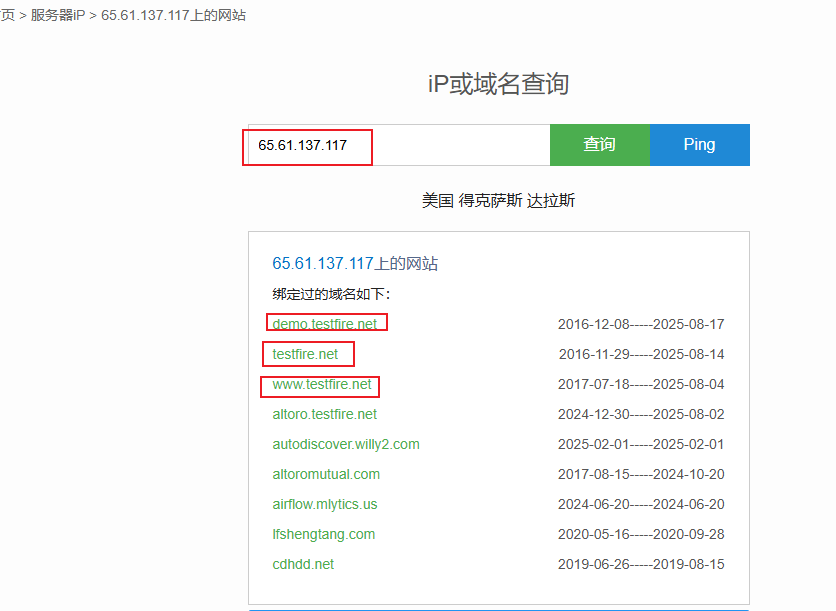 页 > 服务器iP > 65.61.137.117上的网站
iP或域名查询
65.61.137.117 查询 Ping
美国 得克萨斯 达拉斯
65.61.137.117上的网站
绑定过的域名如下：
demo.testfire.net 2016-12-08-----2025-08-17
testfire.net 2016-11-29-----2025-08-14
www.testfire.net 2017-07-18-----2025-08-04
altoro.testfire.net 2024-12-30-----2025-08-02
autodiscover.willy2.com 2025-02-01-----2025-02-01
altoromutual.com 2017-08-15-----2024-10-20
airflow.mlytics.us 2024-06-20-----2024-06-20
lfshengtang.com 2020-05-16-----2020-09-28
cdhdd.net 2019-06-26-----2019-08-15